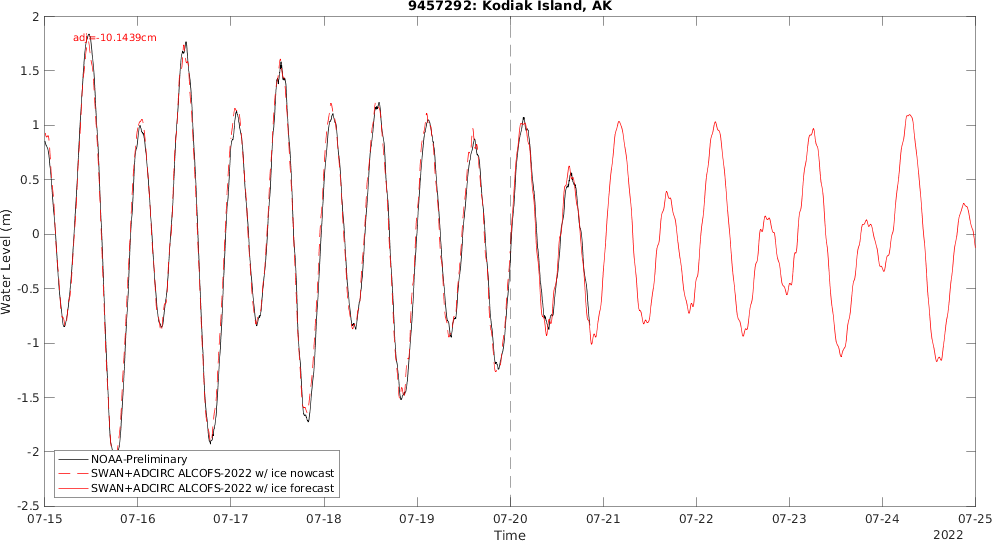 9457292: Kodiak Island, AK
adj=-10.1439cm
2
1.5
1
0.5
0
-0.5
-1
-1.5
-2
-2.5
Water Level (m)
NOAA-Preliminary
SWAN+ADCIRC ALCOFS-2022 w/ ice nowcast
SWAN+ADCIRC ALCOFS-2022 w/ ice forecast
07-15 07-16 07-17 07-18 07-19 07-20 07-21 07-22 07-23 07-24 07-25
Time
2022